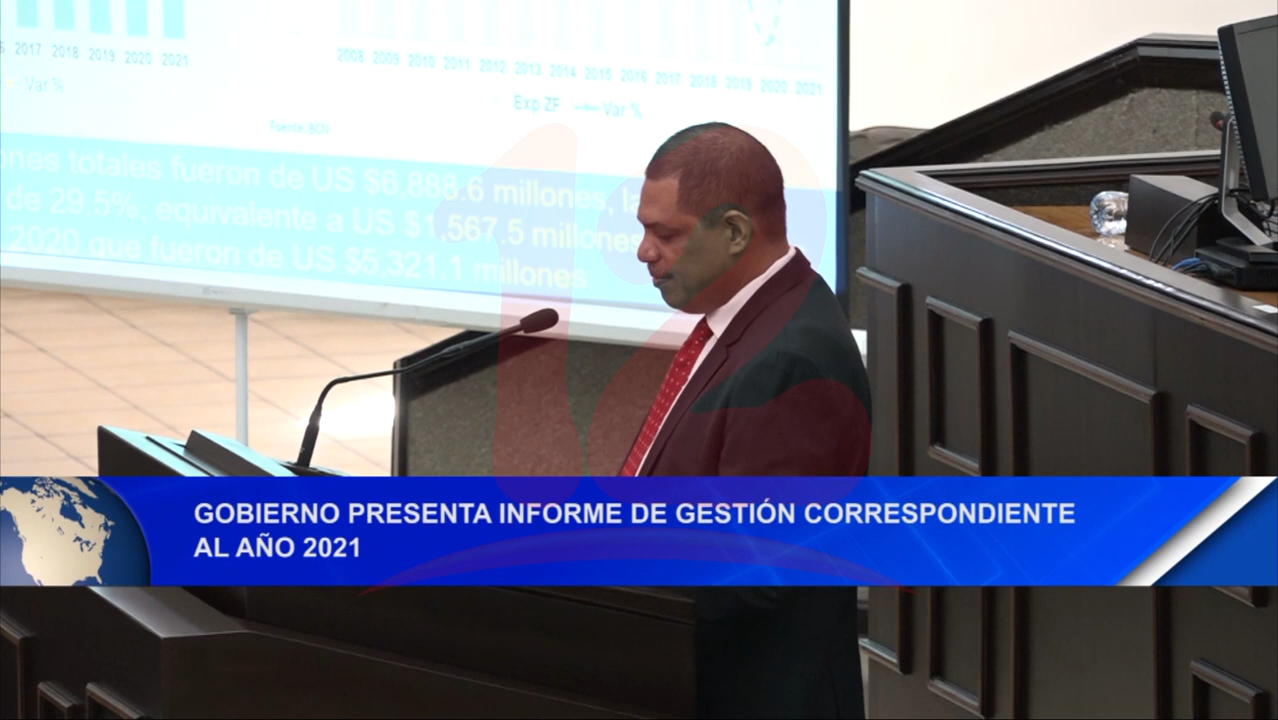 2017 2018 2019 2020 2021
Var %
2008 2009 2010 2011 2012 2013 2014 2015 2016 2017 2018 2019 2020 2021
Exp ZF Var %
Fuente: BCN
ones totales fueron de US $6,888.6 millones, la
de 29.5%, equivalente a US $1,567.5 millones
2020 que fueron de US $5,321.1 millones
12
GOBIERNO PRESENTA INFORME DE GESTIÓN CORRESPONDIENTE
AL AÑO 2021